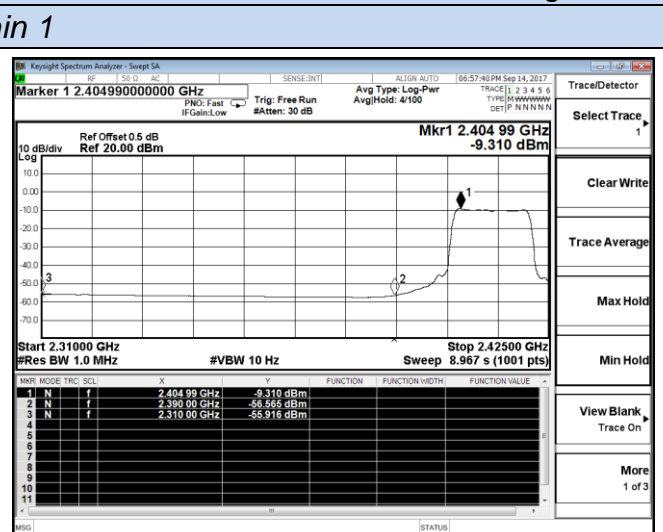 in 1
Keysight Spectrum Analyzer - Swept SA
RF 50 Ω AC SENSE:INT ALIGN AUTO 06:57:40 PM Sep 14, 2017
Marker 1 2.404990000000 GHz
PNO: Fast
IFGain:Low
Trig: Free Run
#Atten: 30 dB
Avg Type: Log-Pwr
Avg|Hold: 4/100
TRACE 1 2 3 4 5 6
TYPE M WWWWW
DET P N N N N N
Trace/Detector
Ref Offset 0.5 dB
10 dB/div Ref 20.00 dBm
Log
Mkr1 2.404 99 GHz
-9.310 dBm
10.0
0.00
-10.0
-20.0
-30.0
-40.0
-50.0
-60.0
-70.0
1
2
3
Start 2.31000 GHz
Stop 2.42500 GHz
#Res BW 1.0 MHz #VBW 10 Hz Sweep 8.967 s (1001 pts)
MKR MODE TRC SCL X Y FUNCTION FUNCTION WIDTH FUNCTION VALUE
1 N f 2.404 99 GHz -9.310 dBm
2 N f 2.390 00 GHz -56.565 dBm
3 N f 2.310 00 GHz -55.916 dBm
4
5
6
7
8
9
10
11
MSG STATUS
Select Trace
1
Clear Write
Trace Average
Max Hold
Min Hold
View Blank
Trace On
More
1 of 3